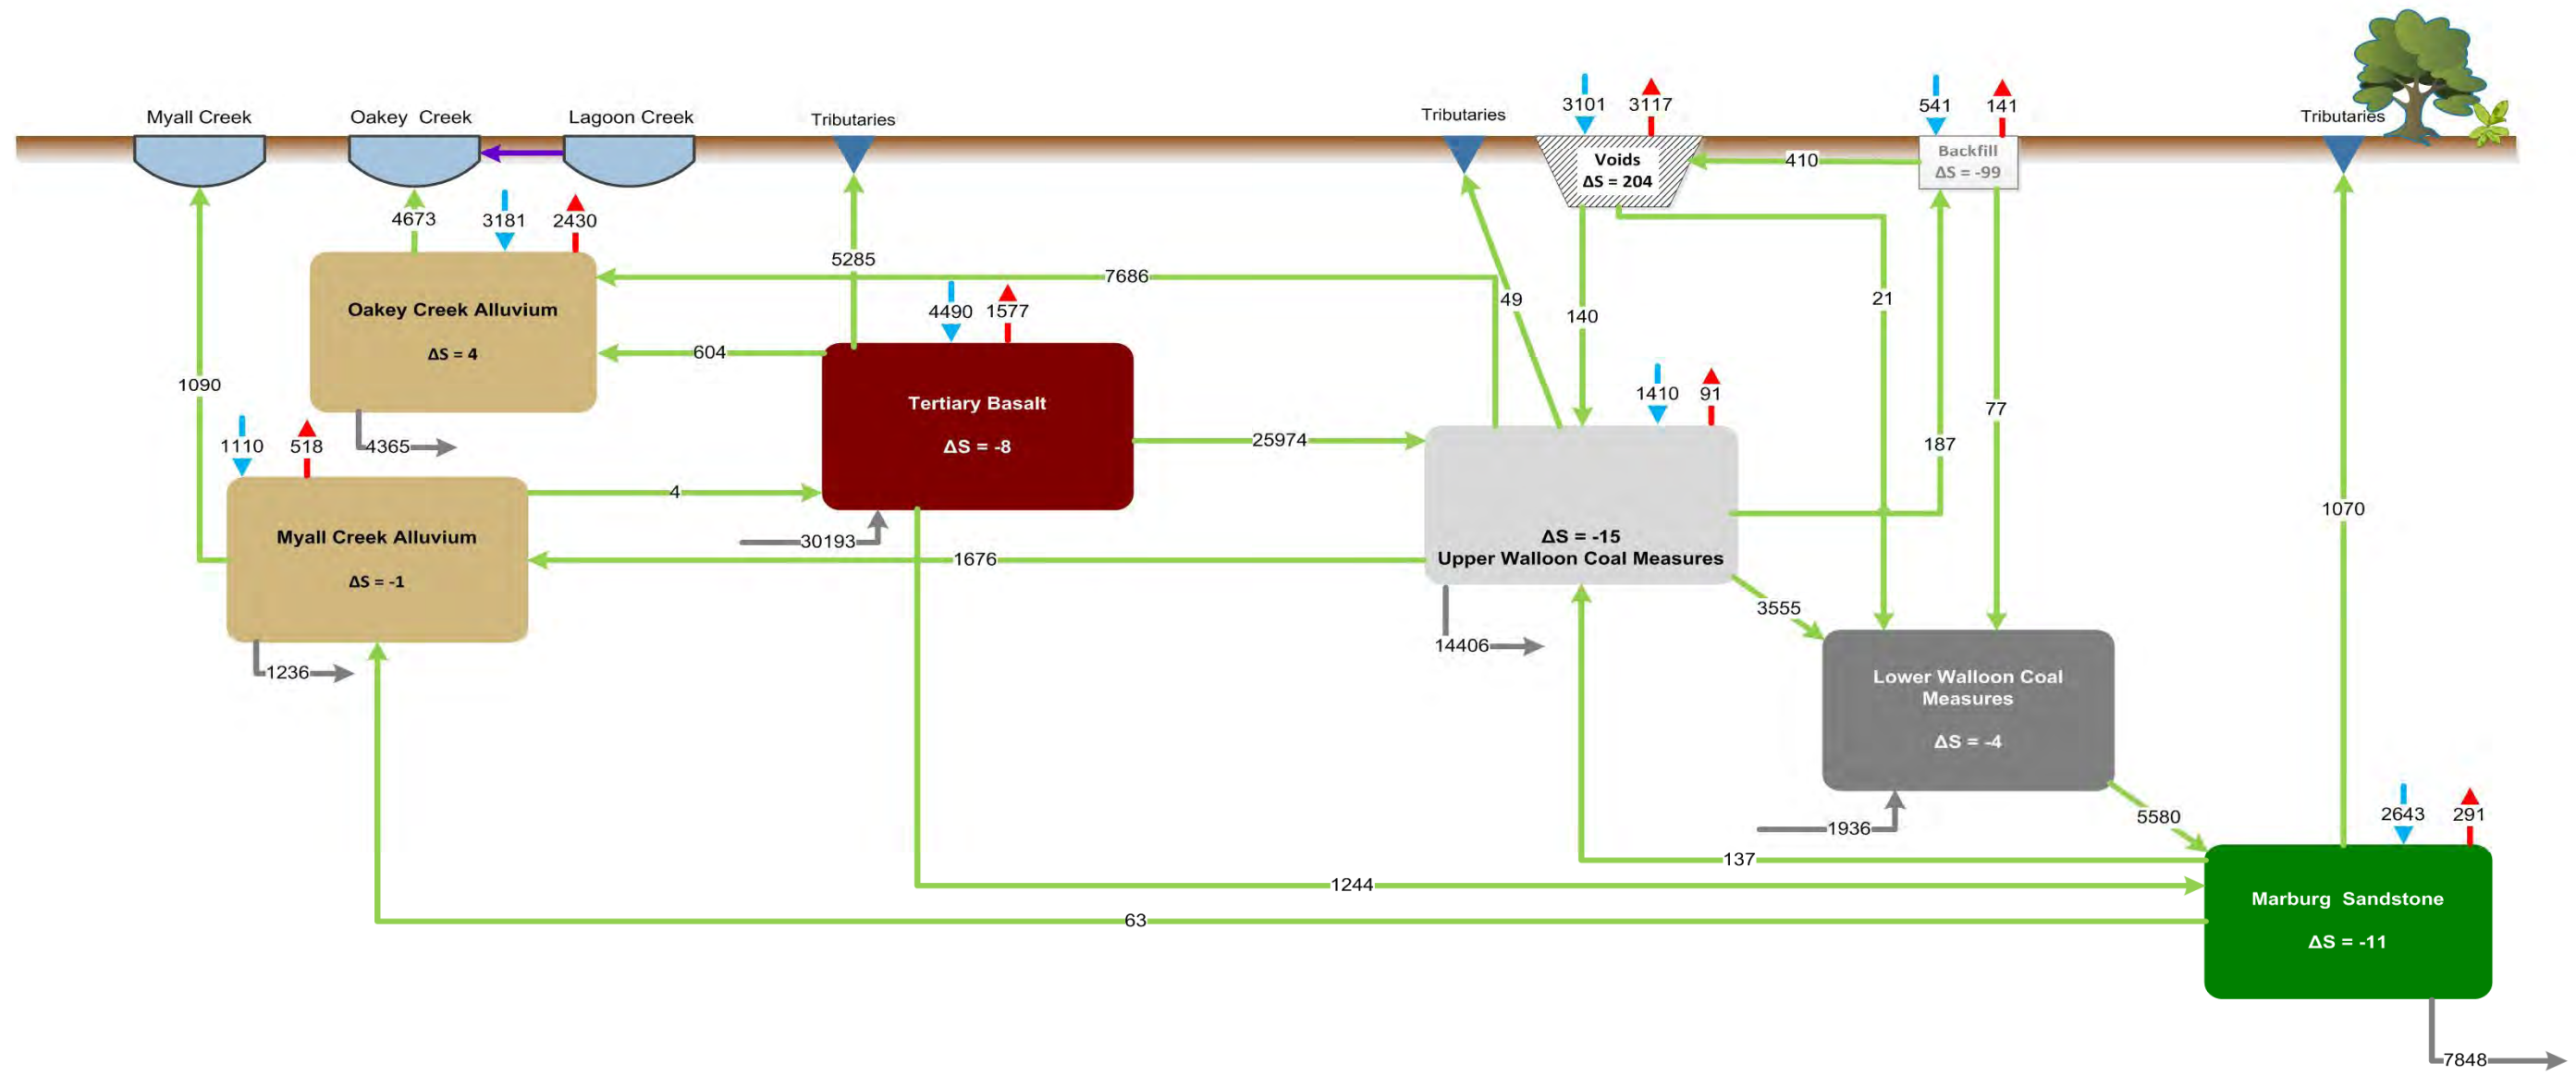 Myall Creek
Oakey Creek
Lagoon Creek
Tributaries
Tributaries
3101
3117
541
141
Tributaries
Voids
ΔS = 204
410
Backfill
ΔS = -99
4673
3181
2430
5285
7686
49
140
21
Oakey Creek Alluvium
ΔS = 4
4490
1577
604
1090
1410
91
77
Tertiary Basalt
ΔS = -8
1110
518
4365
25974
187
4
1070
Myall Creek Alluvium
ΔS = -1
30193
1676
ΔS = -15
Upper Walloon Coal Measures
3555
1236
14406
Lower Walloon Coal
Measures
ΔS = -4
1936
5580
2643
291
137
1244
63
Marburg Sandstone
ΔS = -11
7848